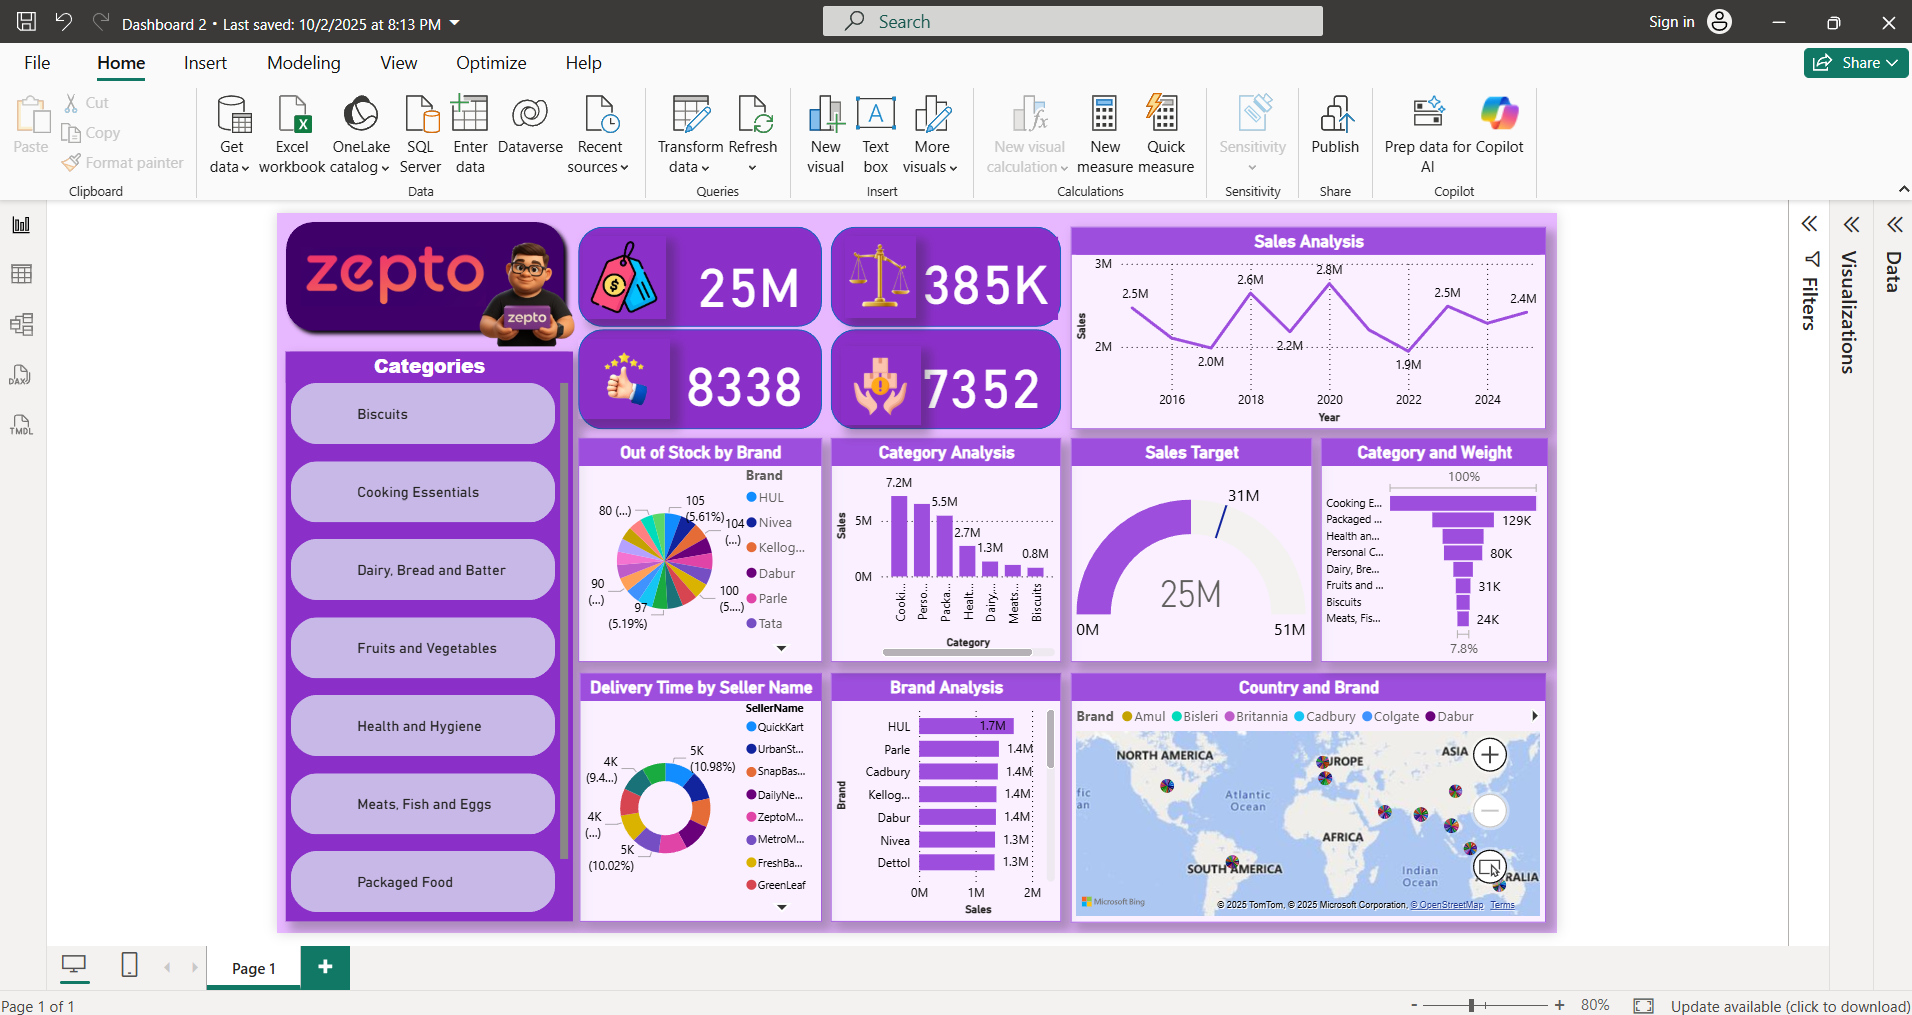 Dashboard 2 • Last saved: 10/2/2025 at 8:13 PM
Search
Sign in
File
Home
Insert
Modeling
View
Optimize
Help
Share
Paste
Cut
Copy
Format painter
Clipboard
Get data
Excel workbook
OneLake catalog
SQL Server
Enter data
Dataverse
Recent sources
Data
Transform data
Refresh
Queries
New visual
Text box
More visuals
Insert
New visual calculation
New measure
Quick measure
Calculations
Sensitivity
Sensitivity
Publish
Share
Prep data for AI
Copilot
Copilot
DAX
TMDL
zepto
zepto
Categories
Biscuits
Cooking Essentials
Dairy, Bread and Batter
Fruits and Vegetables
Health and Hygiene
Meats, Fish and Eggs
Packaged Food
25M
385K
8338
7352
Sales Analysis
Sales
3M
2M
2.5M
2.0M
2.6M
2.2M
2.8M
1.9M
2.5M
2.4M
2016
2018
2020
2022
2024
Year
Out of Stock by Brand
Brand
HUL
Nivea
Kellog...
Dabur
Parle
Tata
105 (5.61%)
104 (...)
100 (5....)
97 (5.19%)
90 (...)
80 (...)
Category Analysis
Sales
5M
0M
7.2M
5.5M
2.7M
1.3M
0.8M
Cooki...
Perso...
Packa...
Healt...
Dairy,...
Meats...
Biscuits
Category
Sales Target
31M
25M
0M
51M
Category and Weight
100%
Cooking E...
Packaged ...
Health an...
Personal C...
Dairy, Bre...
Fruits and ...
Biscuits
Meats, Fis...
129K
80K
31K
24K
7.8%
Delivery Time by Seller Name
SellerName
QuickKart
UrbanSt...
SnapBas...
DailyNe...
ZeptoM...
MetroM...
FreshBa...
GreenLeaf
5K (10.98%)
5K (10.02%)
4K (...)
4K (9.4...)
Brand Analysis
Brand
HUL 1.7M
Parle 1.4M
Cadbury 1.4M
Kellog... 1.4M
Dabur 1.4M
Nivea 1.3M
Dettol 1.3M
0M
1M
2M
Sales
Country and Brand
Brand Amul Bisleri Britannia Cadbury Colgate Dabur
NORTH AMERICA
ASIA
Atlantic Ocean
AFRICA
SOUTH AMERICA
Indian Ocean
Microsoft Bing
© 2025 TomTom, © 2025 Microsoft Corporation, © OpenStreetMap Terms
Filters
Visualizations
Data
Page 1
Page 1 of 1
80%
Update available (click to download)